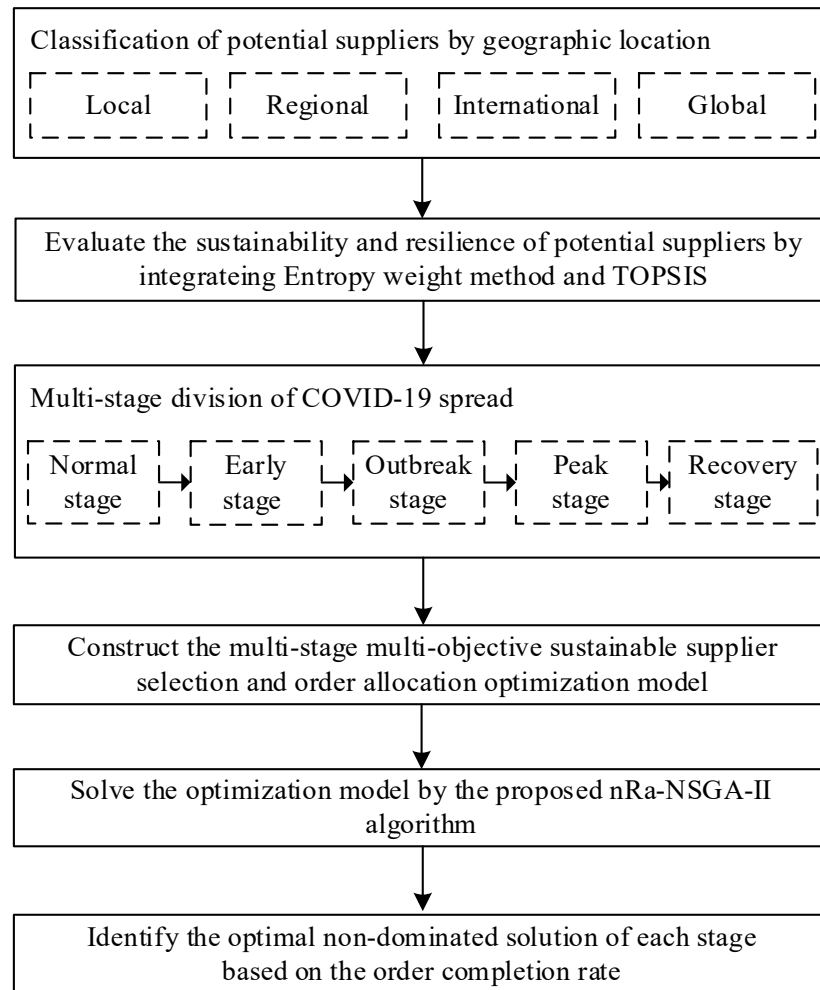 Classification of potential suppliers by geographic location
Local
Regional
International
Global
Evaluate the sustainability and resilience of potential suppliers by
integrateing Entropy weight method and TOPSIS
Multi-stage division of COVID-19 spread
Normal
stage
Early
stage
Outbreak
stage
Peak
stage
Recovery
stage
Construct the multi-stage multi-objective sustainable supplier
selection and order allocation optimization model
Solve the optimization model by the proposed nRa-NSGA-II
algorithm
Identify the optimal non-dominated solution of each stage
based on the order completion rate